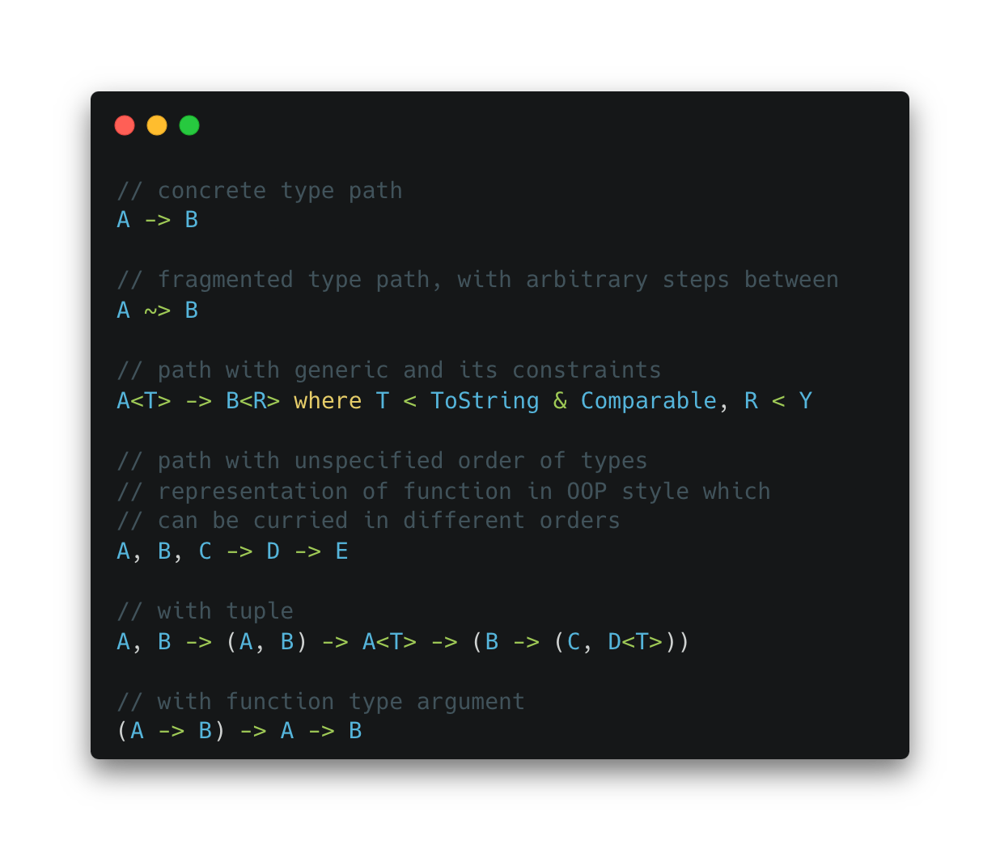 // concrete type path
A -> B
// fragmented type path, with arbitrary steps between
A ~> B
// path with generic and its constraints
A<T> -> B<R> where T < ToString & Comparable, R < Y
// path with unspecified order of types
// representation of function in OOP style which
// can be curried in different orders
A, B, C -> D -> E
// with tuple
A, B -> (A, B) -> A<T> -> (B -> (C, D<T>))
// with function type argument
(A -> B) -> A -> B